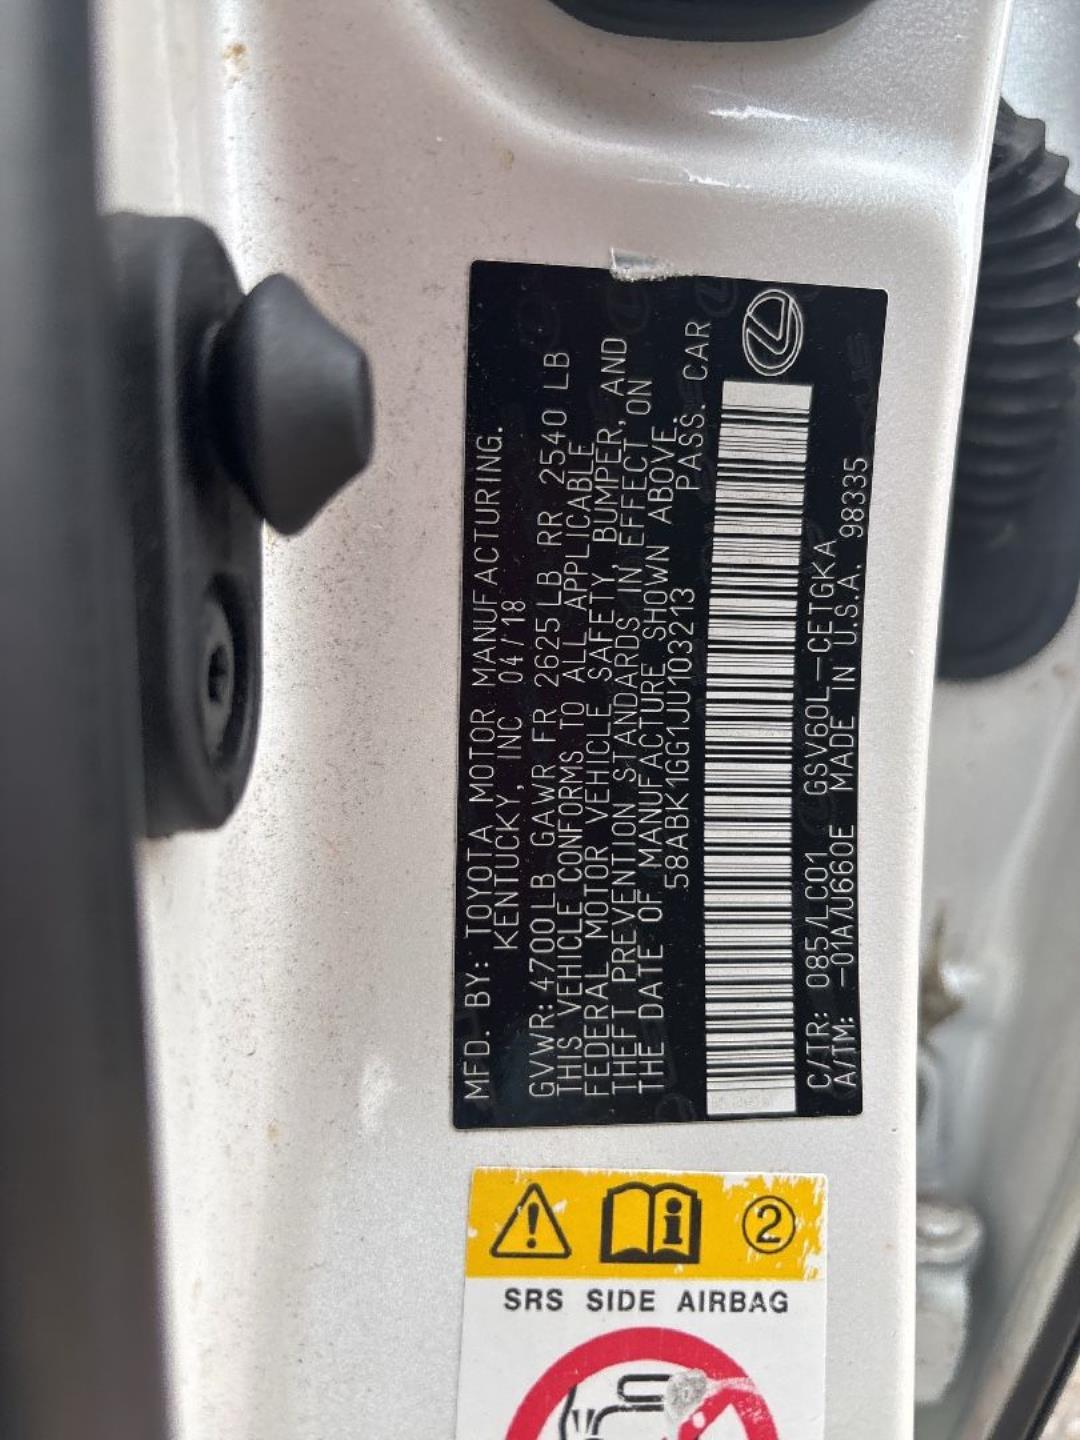 MFD. BY: TOYOTA MOTOR MANUFACTURING.
KENTUCKY, INC 04/18
GVWR: 4700LB GAWR FR 2625LB RR 2540 LB
THIS VEHICLE CONFORMS TO ALL APPLICABLE
FEDERAL MOTOR VEHICLE SAFETY, BUMPER, AND
THEFT PREVENTION STANDARDS IN EFFECT ON
THE DATE OF MANUFACTURE SHOWN ABOVE.
58ABK1GG1JU103213 PASS. CAR
C/TR: 085/LC01 GSV60L-CETGKA
A/TM: -01A/U660E MADE IN U.S.A. 98335
2
SRS SIDE AIRBAG